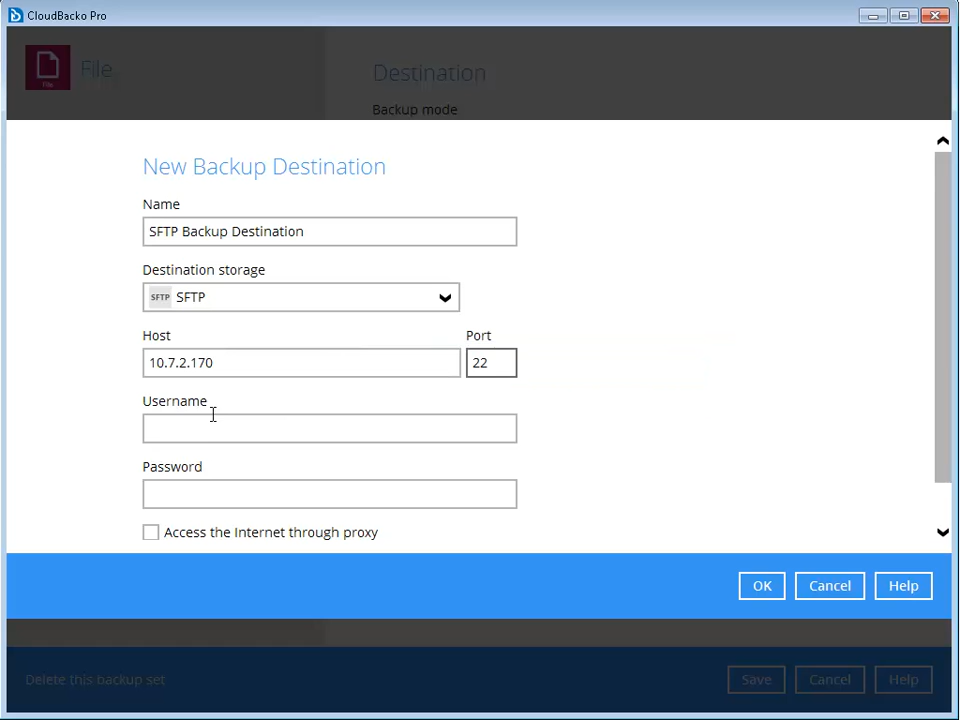 CloudBacko Pro
File
File
Destination
Backup mode
New Backup Destination
Name
SFTP Backup Destination
Destination storage
SFTP SFTP
Host Port
10.7.2.170 22
Username
Password
Access the Internet through proxy
OK Cancel Help
Delete this backup set Save Cancel Help